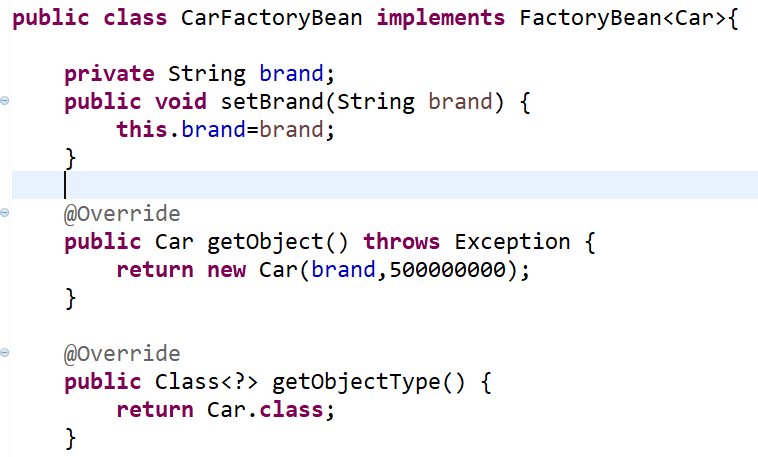 public class CarFactoryBean implements FactoryBean<Car>{
private String brand;
public void setBrand(String brand) {
this.brand=brand;
}
@Override
public Car getObject() throws Exception {
return new Car(brand,500000000);
}
@Override
public Class<?> getObjectType() {
return Car.class;
}